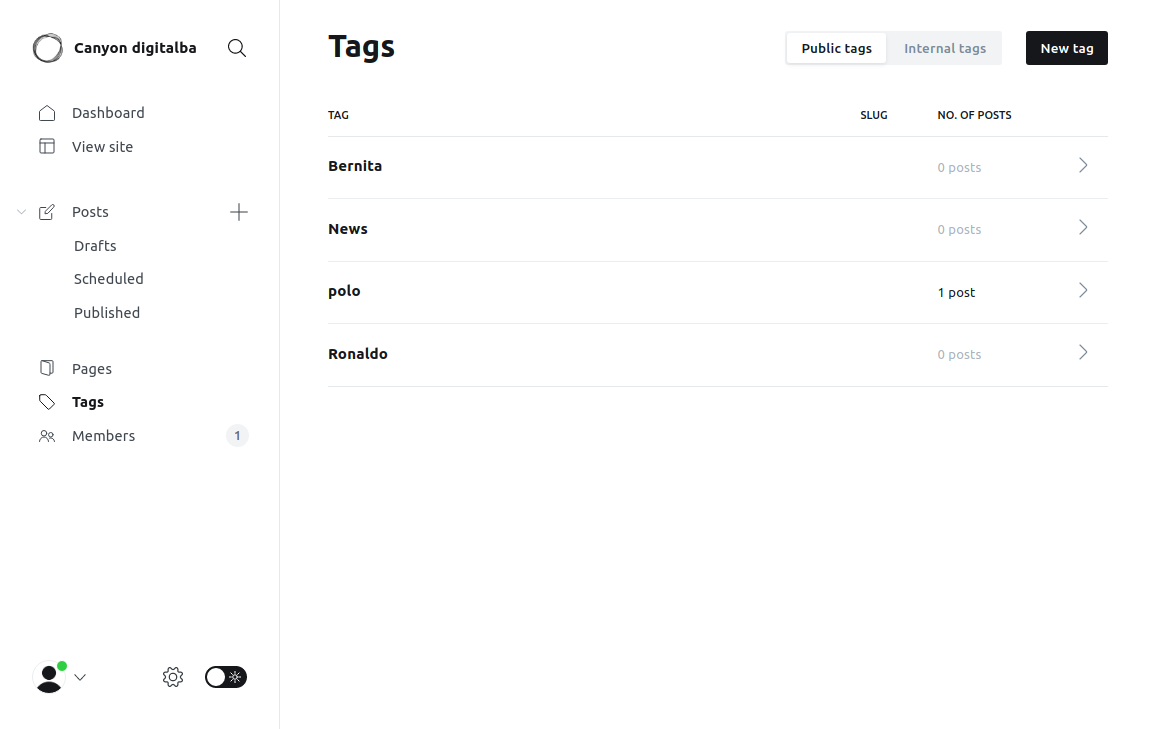 Canyon digitalba
Dashboard
View site
Posts
Drafts
Scheduled
Published
Pages
Tags
Members 1
Tags
Public tags Internal tags New tag
TAG SLUG NO. OF POSTS
Bernita 0 posts
News 0 posts
polo 1 post
Ronaldo 0 posts